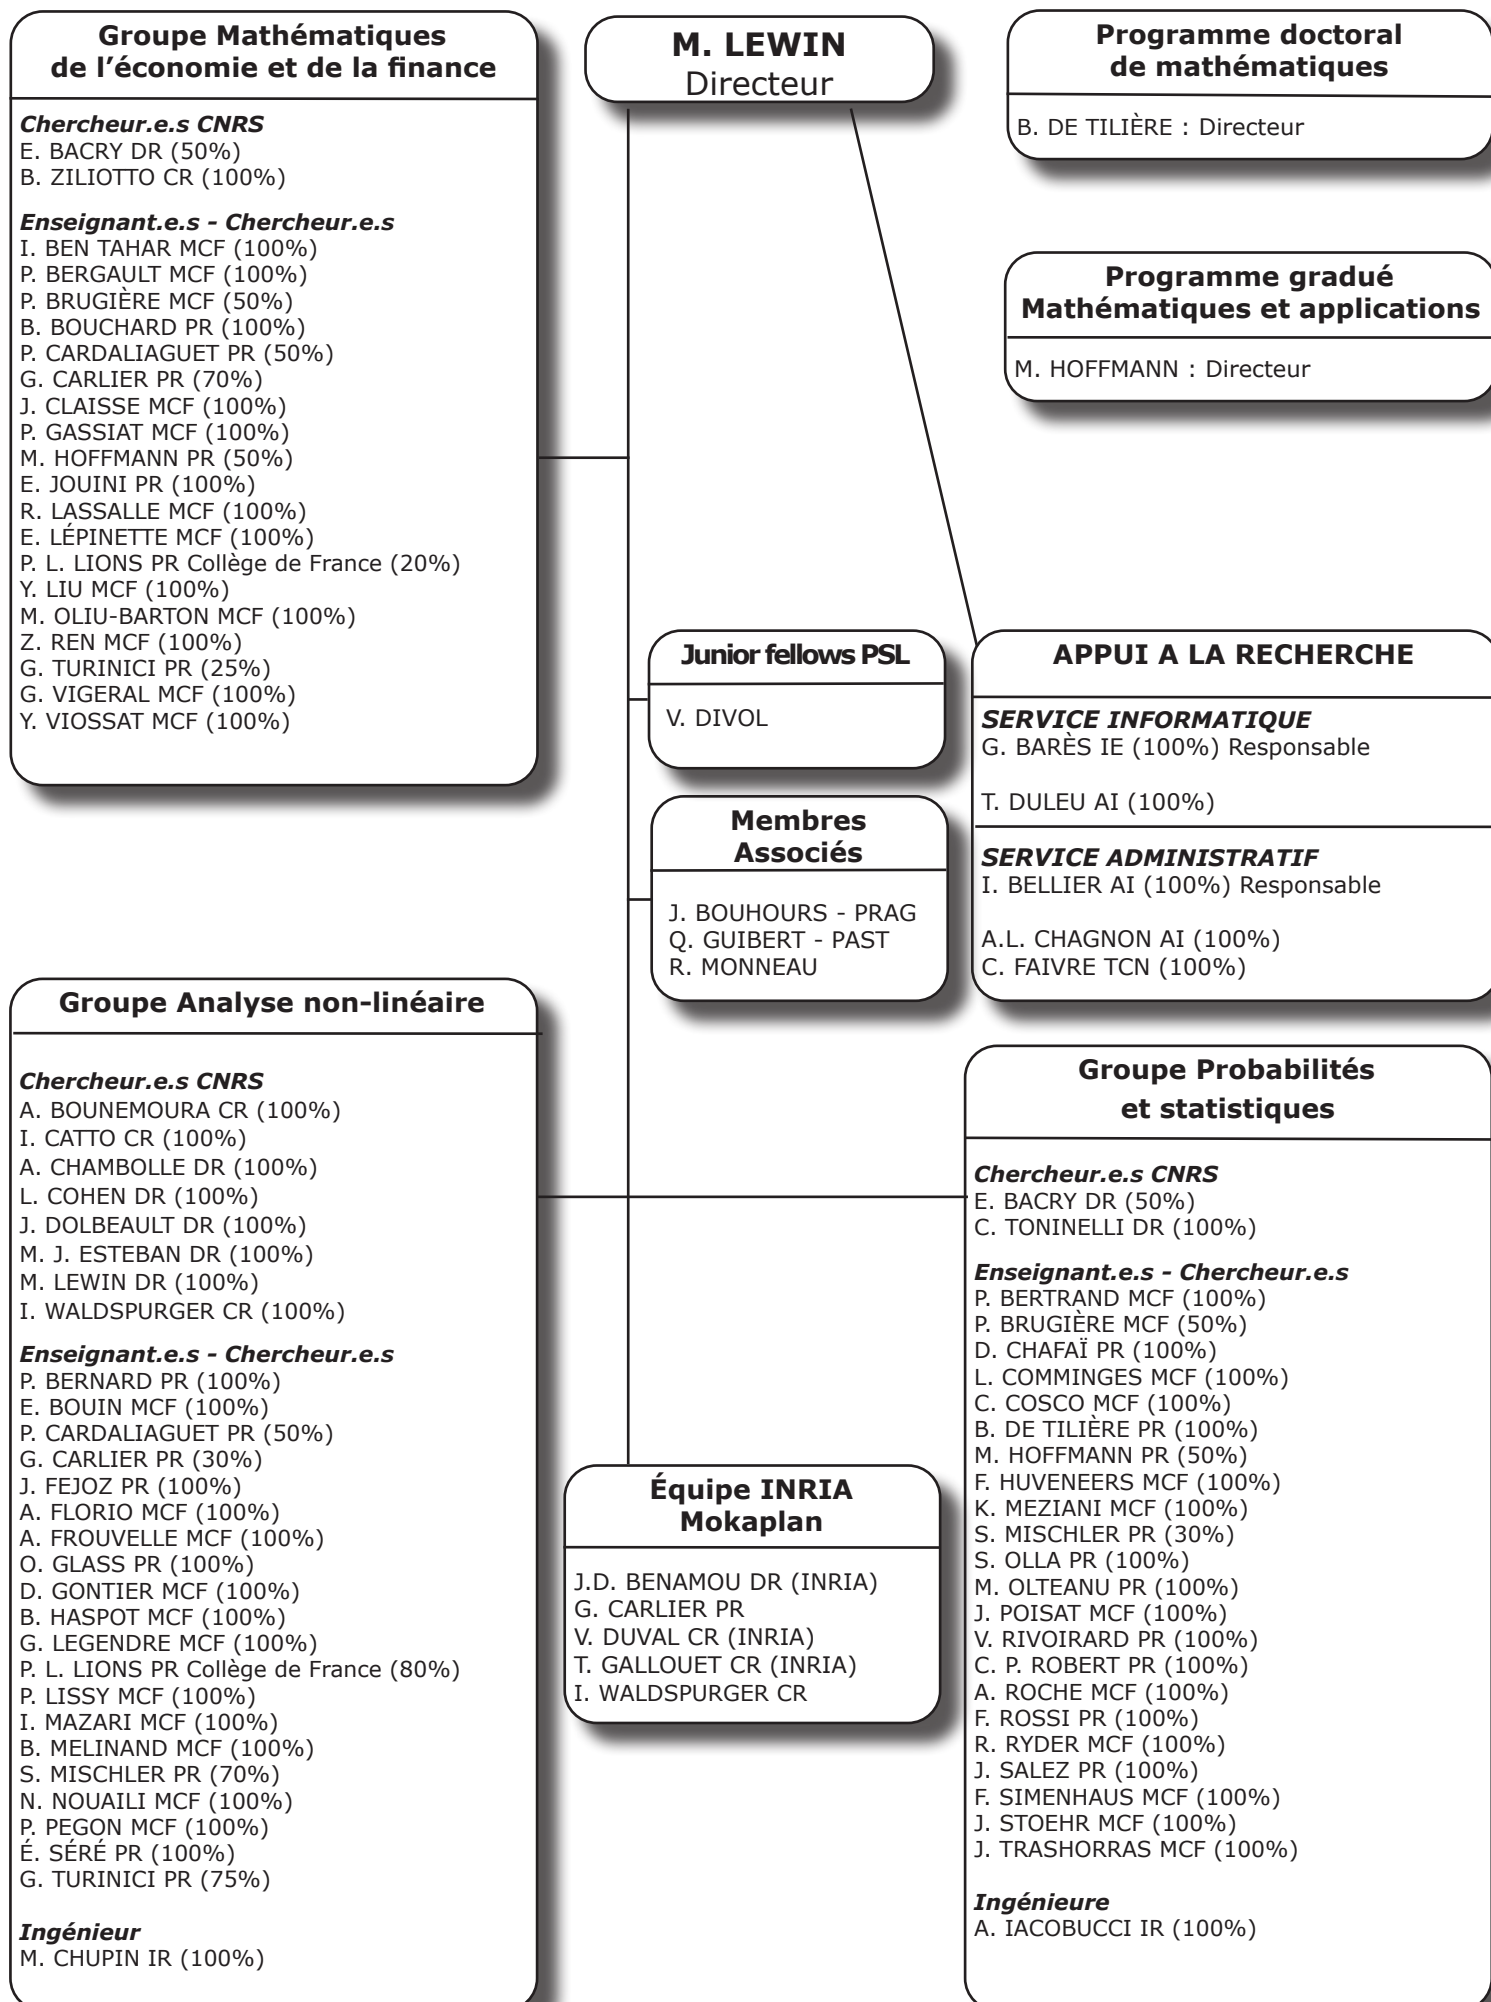 Groupe Mathématiques
de l'économie et de la finance
Chercheur.e.s CNRS
E. BACRY DR (50%)
B. ZILIOTTO CR (100%)
Enseignant.e.s - Chercheur.e.s
I. BEN TAHAR MCF (100%)
P. BERGAULT MCF (100%)
P. BRUGIÈRE MCF (50%)
B. BOUCHARD PR (100%)
P. CARDALIAGUET PR (50%)
G. CARLIER PR (70%)
J. CLAISSE MCF (100%)
P. GASSIAT MCF (100%)
M. HOFFMANN PR (50%)
E. JOUINI PR (100%)
R. LASSALLE MCF (100%)
E. LÉPINETTE MCF (100%)
P. L. LIONS PR Collège de France (20%)
Y. LIU MCF (100%)
M. OLIU-BARTON MCF (100%)
Z. REN MCF (100%)
G. TURINICI PR (25%)
G. VIGERAL MCF (100%)
Y. VIOSSAT MCF (100%)
M. LEWIN
Directeur
Programme doctoral
de mathématiques
B. DE TILIÈRE : Directeur
Programme gradué
Mathématiques et applications
M. HOFFMANN : Directeur
Junior fellows PSL
V. DIVOL
Membres
Associés
J. BOUHOURS - PRAG
Q. GUIBERT - PAST
R. MONNEAU
APPUI A LA RECHERCHE
SERVICE INFORMATIQUE
G. BARÈS IE (100%) Responsable
T. DULEU AI (100%)
SERVICE ADMINISTRATIF
I. BELLIER AI (100%) Responsable
A.L. CHAGNON AI (100%)
C. FAIVRE TCN (100%)
Groupe Analyse non-linéaire
Chercheur.e.s CNRS
A. BOUNEMOURA CR (100%)
I. CATTO CR (100%)
A. CHAMBOLLE DR (100%)
L. COHEN DR (100%)
J. DOLBEAULT DR (100%)
M. J. ESTEBAN DR (100%)
M. LEWIN DR (100%)
I. WALDSPURGER CR (100%)
Enseignant.e.s - Chercheur.e.s
P. BERNARD PR (100%)
E. BOUIN MCF (100%)
P. CARDALIAGUET PR (50%)
G. CARLIER PR (30%)
J. FEJOZ PR (100%)
A. FLORIO MCF (100%)
A. FROUVELLE MCF (100%)
O. GLASS PR (100%)
D. GONTIER MCF (100%)
B. HASPOT MCF (100%)
G. LEGENDRE MCF (100%)
P. L. LIONS PR Collège de France (80%)
P. LISSY MCF (100%)
I. MAZARI MCF (100%)
B. MELINAND MCF (100%)
S. MISCHLER PR (70%)
N. NOUAILI MCF (100%)
P. PEGON MCF (100%)
É. SÉRÉ PR (100%)
G. TURINICI PR (75%)
Ingénieur
M. CHUPIN IR (100%)
Équipe INRIA
Mokaplan
J.D. BENAMOU DR (INRIA)
G. CARLIER PR
V. DUVAL CR (INRIA)
T. GALLOUET CR (INRIA)
I. WALDSPURGER CR
Groupe Probabilités
et statistiques
Chercheur.e.s CNRS
E. BACRY DR (50%)
C. TONINELLI DR (100%)
Enseignant.e.s - Chercheur.e.s
P. BERTRAND MCF (100%)
P. BRUGIÈRE MCF (50%)
D. CHAFAÏ PR (100%)
L. COMMINGES MCF (100%)
C. COSCO MCF (100%)
B. DE TILIÈRE PR (100%)
M. HOFFMANN PR (50%)
F. HUVENEERS MCF (100%)
K. MEZIANI MCF (100%)
S. MISCHLER PR (30%)
S. OLLA PR (100%)
M. OLTEANU PR (100%)
J. POISAT MCF (100%)
V. RIVOIRARD PR (100%)
C. P. ROBERT PR (100%)
A. ROCHE MCF (100%)
F. ROSSI PR (100%)
R. RYDER MCF (100%)
J. SALEZ PR (100%)
F. SIMENHAUS MCF (100%)
J. STOEHR MCF (100%)
J. TRASHORRAS MCF (100%)
Ingénieure
A. IACOBUCCI IR (100%)